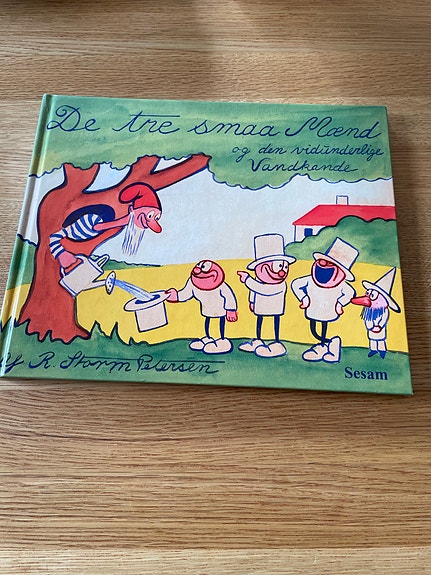 De tre smaa Mænd
og den vidunderlige
Vandkande
af R. Storm Petersen
Sesam